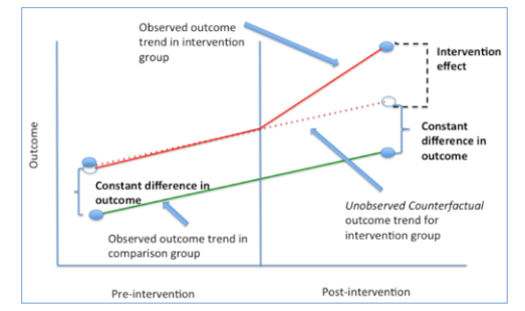 Observed outcome
trend in intervention
group
Intervention
effect
Outcome
Constant difference in
outcome
Constant difference in
outcome
Unobserved Counterfactual
outcome trend for
intervention group
Observed outcome trend in
comparison group
Pre-intervention
Post-intervention